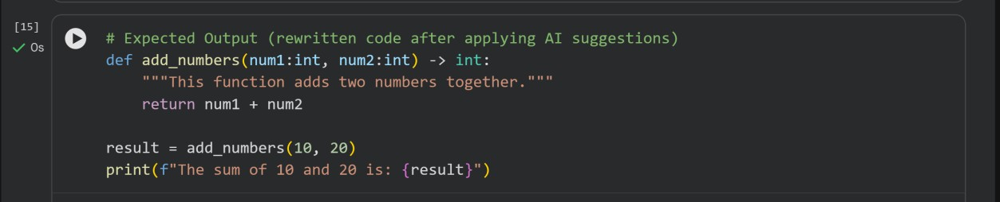 [15]
0s
# Expected Output (rewritten code after applying AI suggestions)
def add_numbers(num1:int, num2:int) -> int:
    """This function adds two numbers together."""
    return num1 + num2
result = add_numbers(10, 20)
print(f"The sum of 10 and 20 is: {result}")